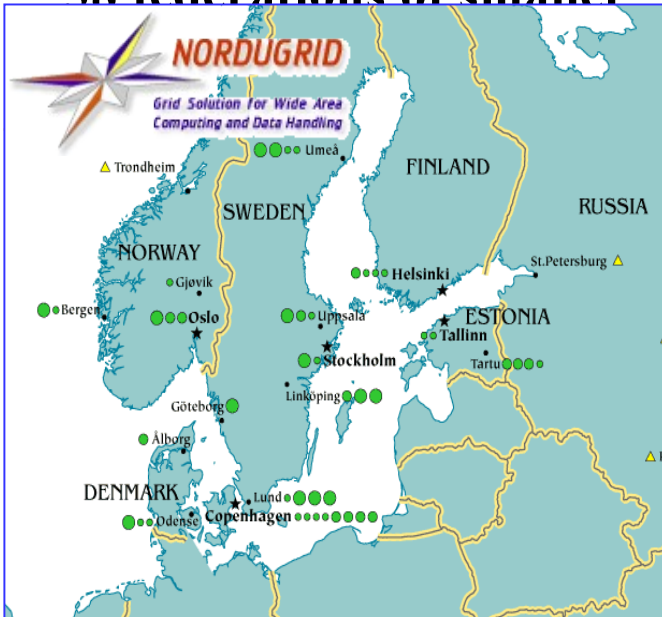 NORDUGRID
Grid Solution for Wide Area
Computing and Data Handling
Trondheim
Umeå
FINLAND
SWEDEN
RUSSIA
NORWAY
Gjøvik
Helsinki
St.Petersburg
Bergen
Oslo
Uppsala
ESTONIA
Tallinn
Stockholm
Tartu
Linköping
Göteborg
Ålborg
DENMARK
Lund
Copenhagen
Odense